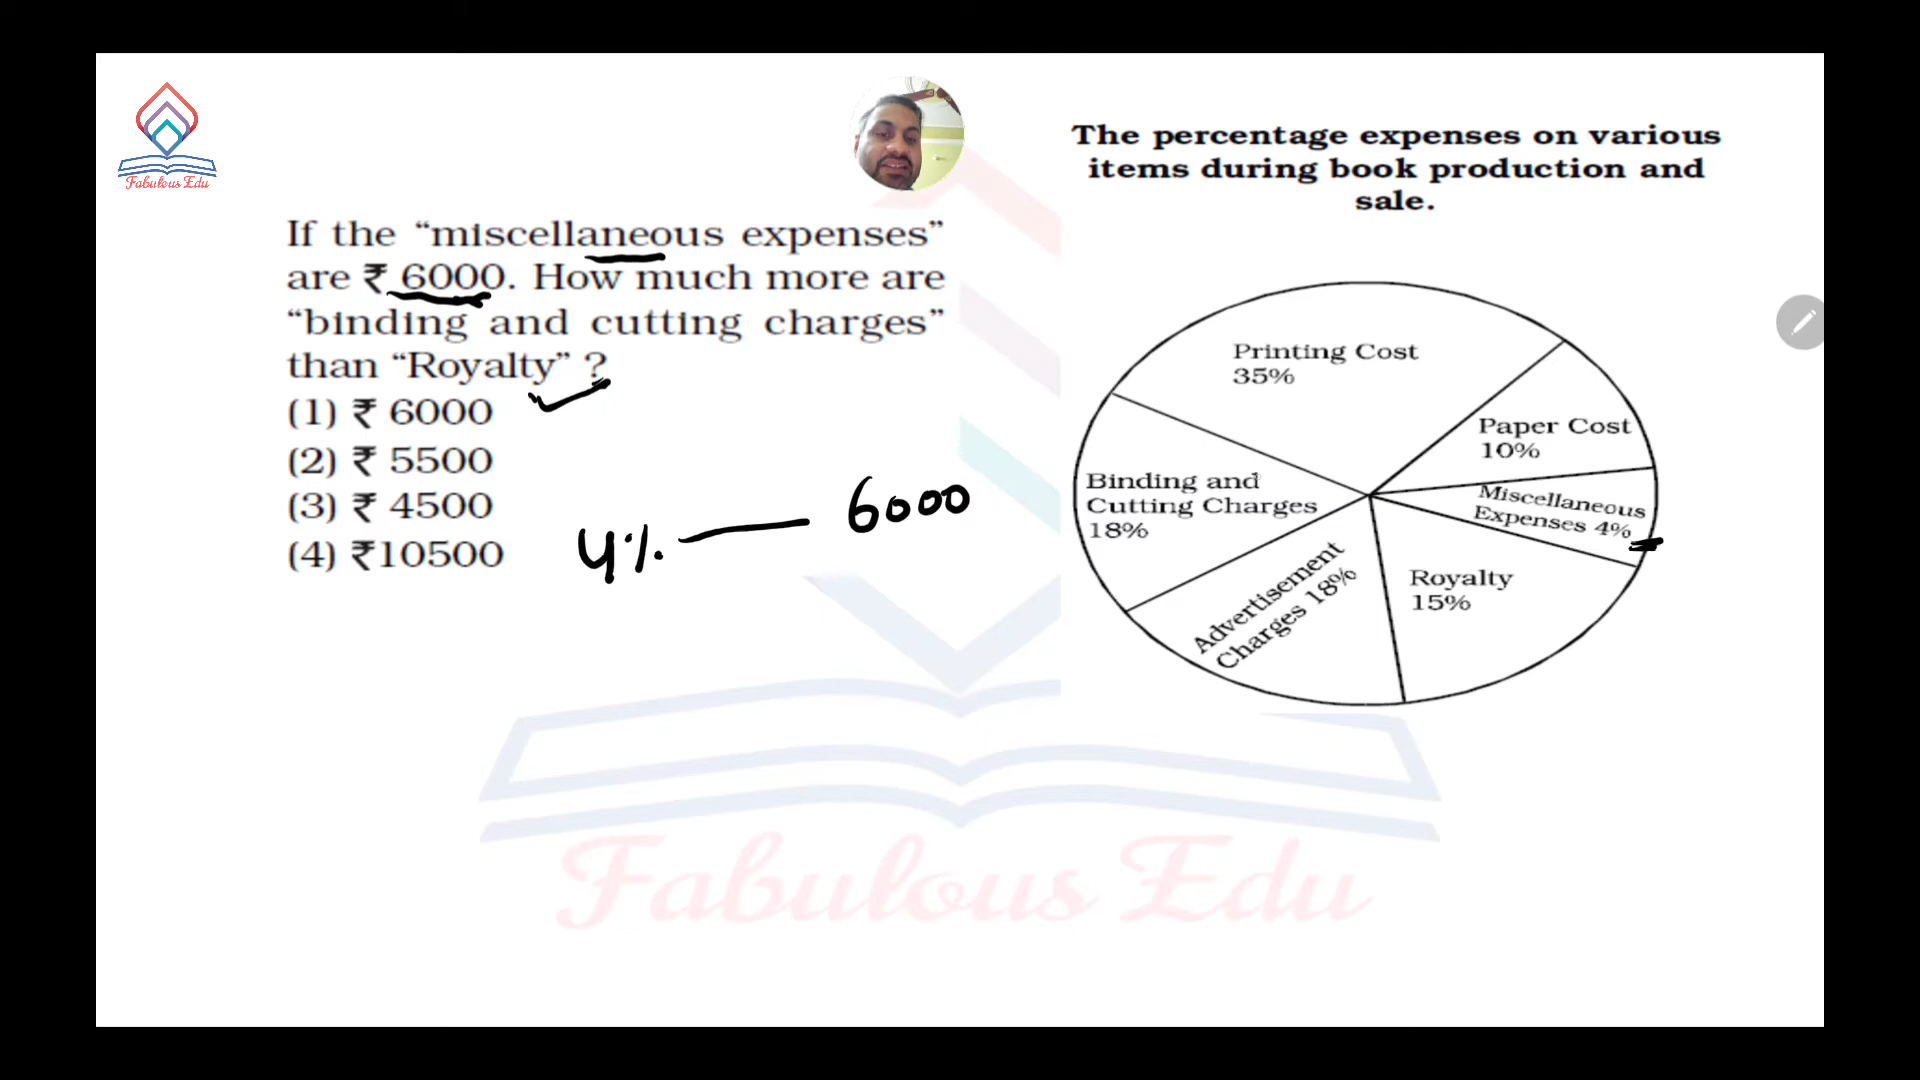 Fabulous Edu
The percentage expenses on various
items during book production and
sale.
If the “miscellaneous expenses”
are ₹ 6000. How much more are
“binding and cutting charges”
than “Royalty” ?
(1) ₹ 6000
(2) ₹ 5500
(3) ₹ 4500
(4) ₹10500
4% — 6000
Printing Cost
35%
Paper Cost
10%
Binding and
Cutting Charges
18%
Miscellaneous
Expenses 4%
Advertisement
Charges 18%
Royalty
15%
Fabulous Edu